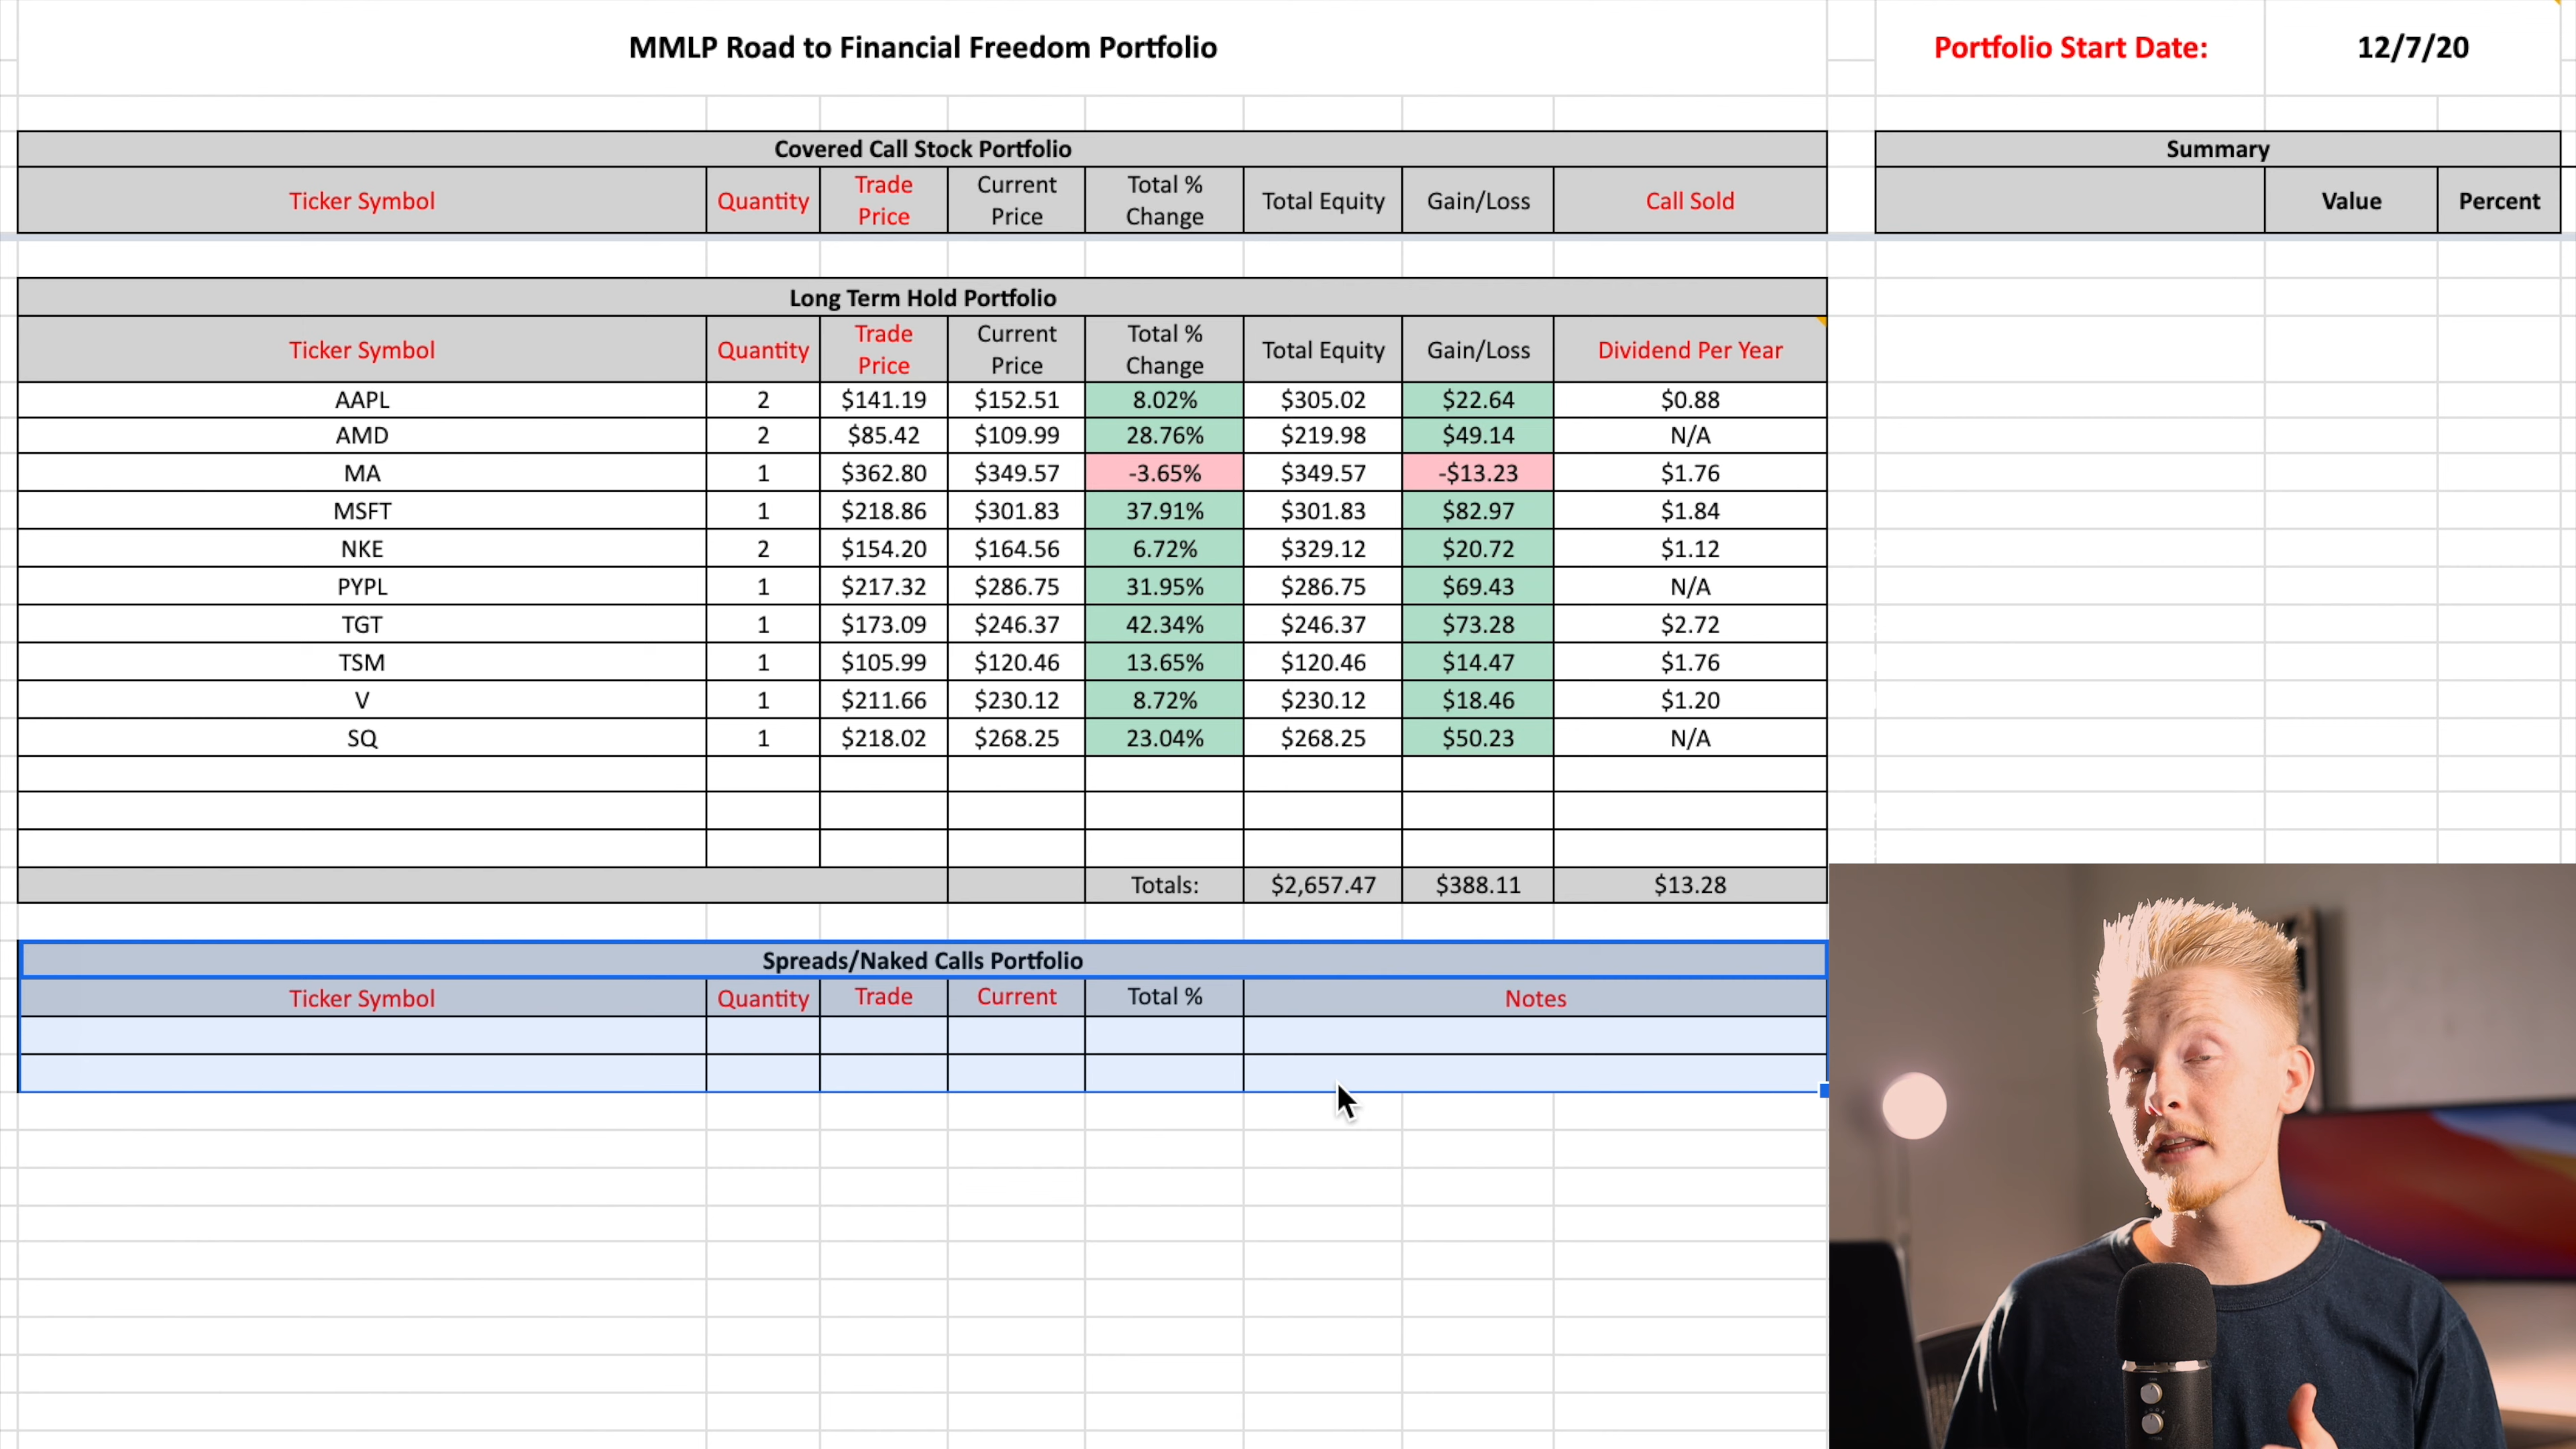 MMLP Road to Financial Freedom Portfolio
Portfolio Start Date: 12/7/20
Covered Call Stock Portfolio
Ticker Symbol Quantity Trade Price Current Price Total % Change Total Equity Gain/Loss Call Sold
Summary
Value Percent
Long Term Hold Portfolio
Ticker Symbol Quantity Trade Price Current Price Total % Change Total Equity Gain/Loss Dividend Per Year
AAPL 2 $141.19 $152.51 8.02% $305.02 $22.64 $0.88
AMD 2 $85.42 $109.99 28.76% $219.98 $49.14 N/A
MA 1 $362.80 $349.57 -3.65% $349.57 -$13.23 $1.76
MSFT 1 $218.86 $301.83 37.91% $301.83 $82.97 $1.84
NKE 2 $154.20 $164.56 6.72% $329.12 $20.72 $1.12
PYPL 1 $217.32 $286.75 31.95% $286.75 $69.43 N/A
TGT 1 $173.09 $246.37 42.34% $246.37 $73.28 $2.72
TSM 1 $105.99 $120.46 13.65% $120.46 $14.47 $1.76
V 1 $211.66 $230.12 8.72% $230.12 $18.46 $1.20
SQ 1 $218.02 $268.25 23.04% $268.25 $50.23 N/A
Totals: $2,657.47 $388.11 $13.28
Spreads/Naked Calls Portfolio
Ticker Symbol Quantity Trade Current Total % Notes